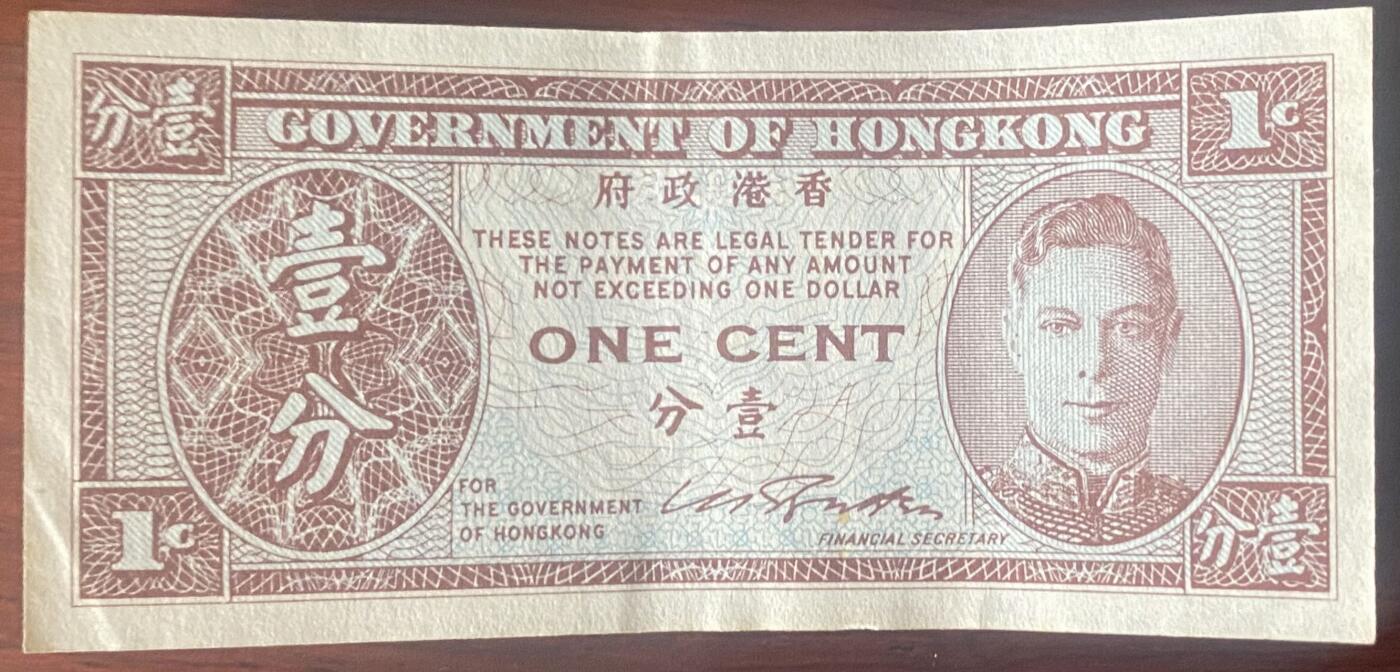 分壹
1C
GOVERNMENT OF HONGKONG
府政港香
THESE NOTES ARE LEGAL TENDER FOR
THE PAYMENT OF ANY AMOUNT
NOT EXCEEDING ONE DOLLAR
ONE CENT
分壹
壹
分
FOR
THE GOVERNMENT
OF HONGKONG
FINANCIAL SECRETARY
1C
分壹